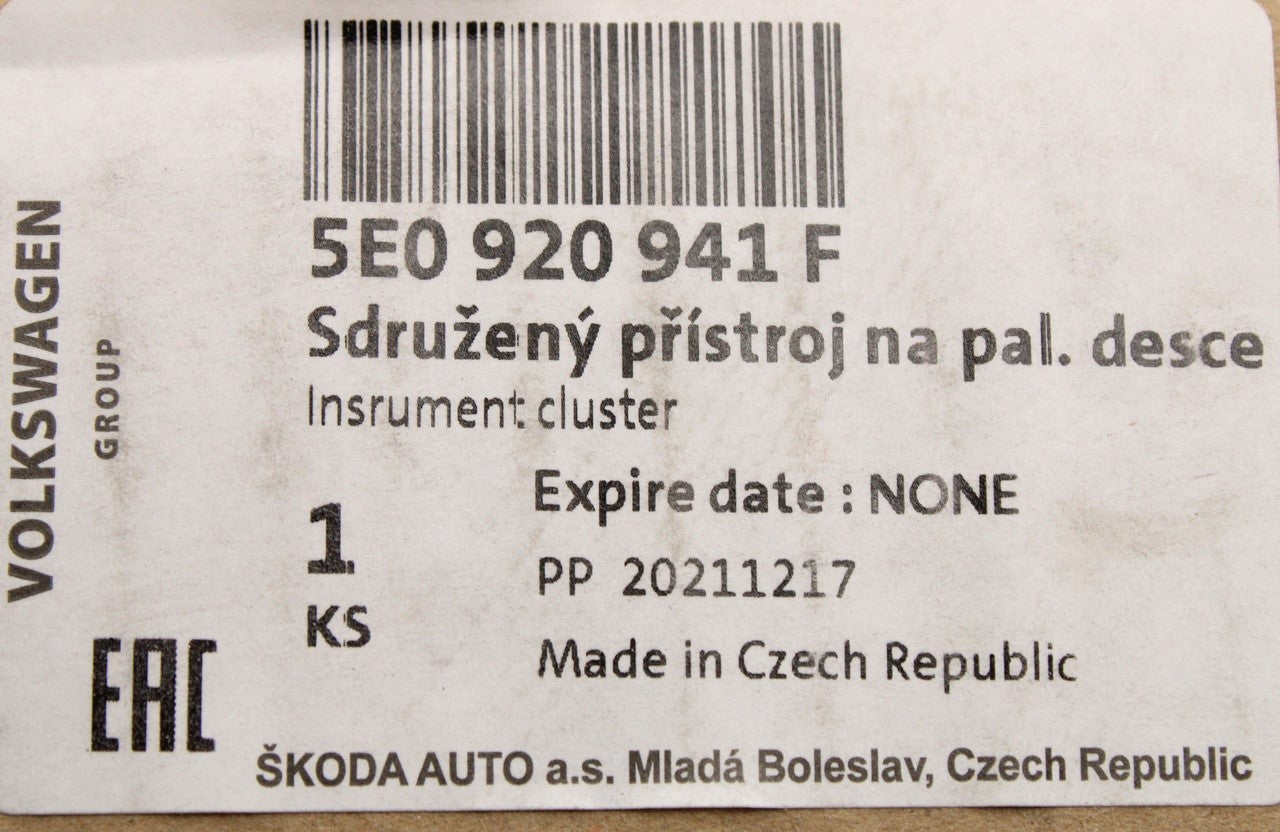 5E0 920 941 F
Sdružený přístroj na pal. desce
Insrument cluster
1
KS
Expire date : NONE
PP 20211217
Made in Czech Republic
VOLKSWAGEN
GROUP
EAC
ŠKODA AUTO a.s. Mladá Boleslav, Czech Republic